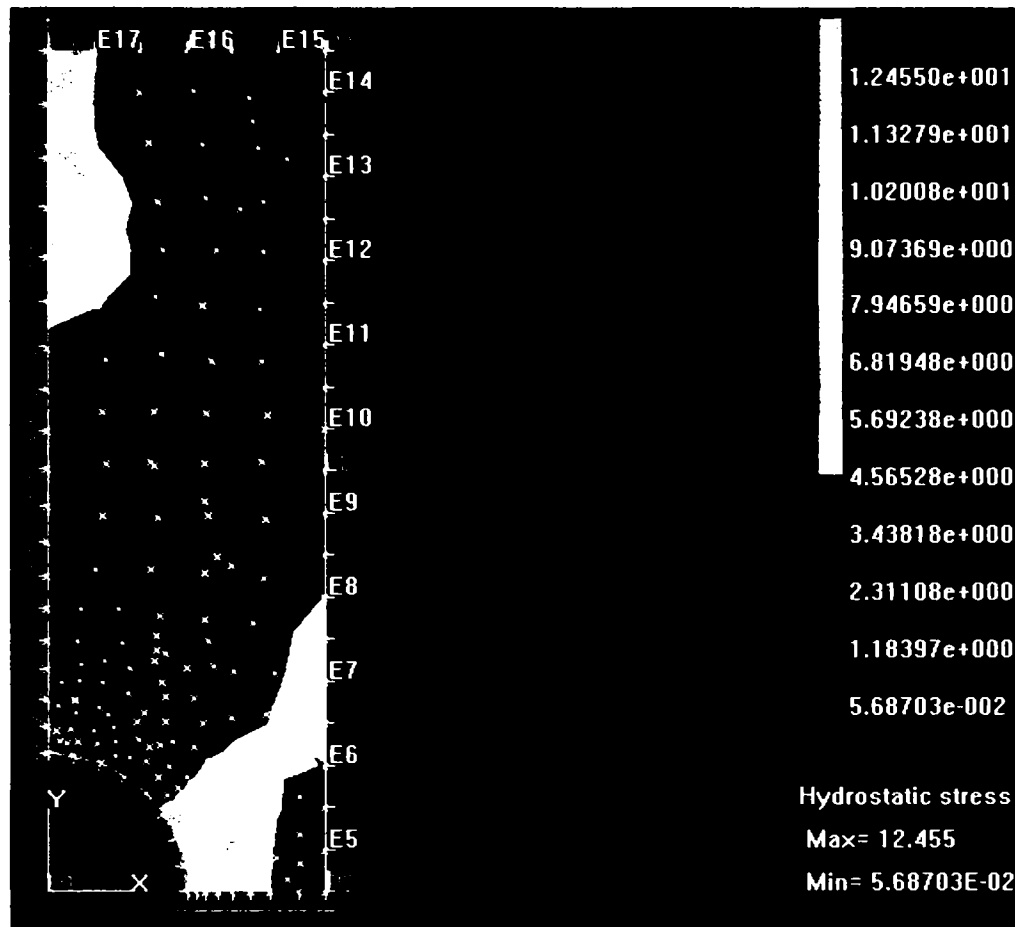 E17 E16 E15
E14
E13
E12
E11
E10
E9
E8
E7
E6
E5
Y
X
1.24550e+001
1.13279e+001
1.02008e+001
9.07369e+000
7.94659e+000
6.81948e+000
5.69238e+000
4.56528e+000
3.43818e+000
2.31108e+000
1.18397e+000
5.68703e-002
Hydrostatic stress
Max= 12.455
Min= 5.68703E-02